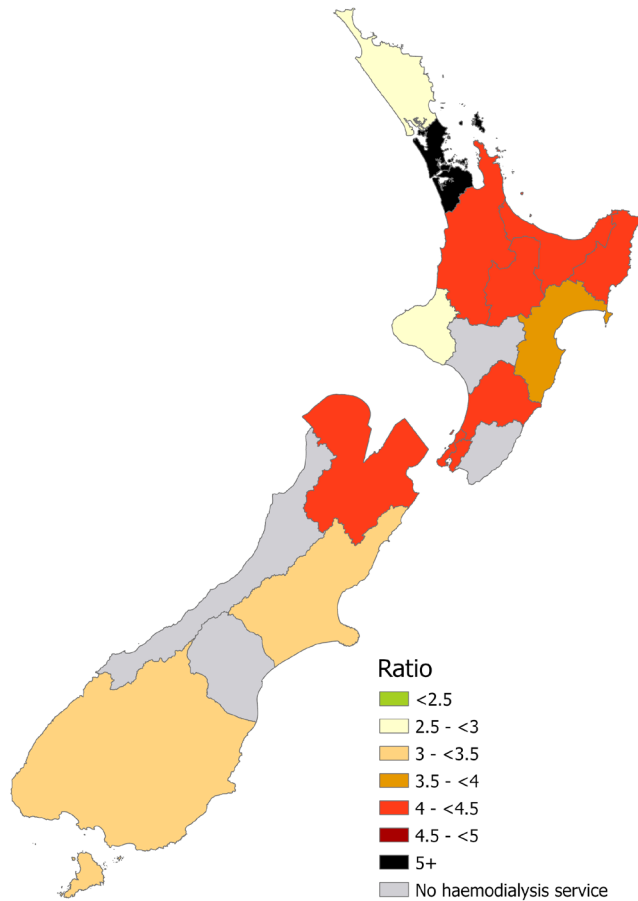 Ratio
<2.5
2.5 - <3
3 - <3.5
3.5 - <4
4 - <4.5
4.5 - <5
5+
No haemodialysis service